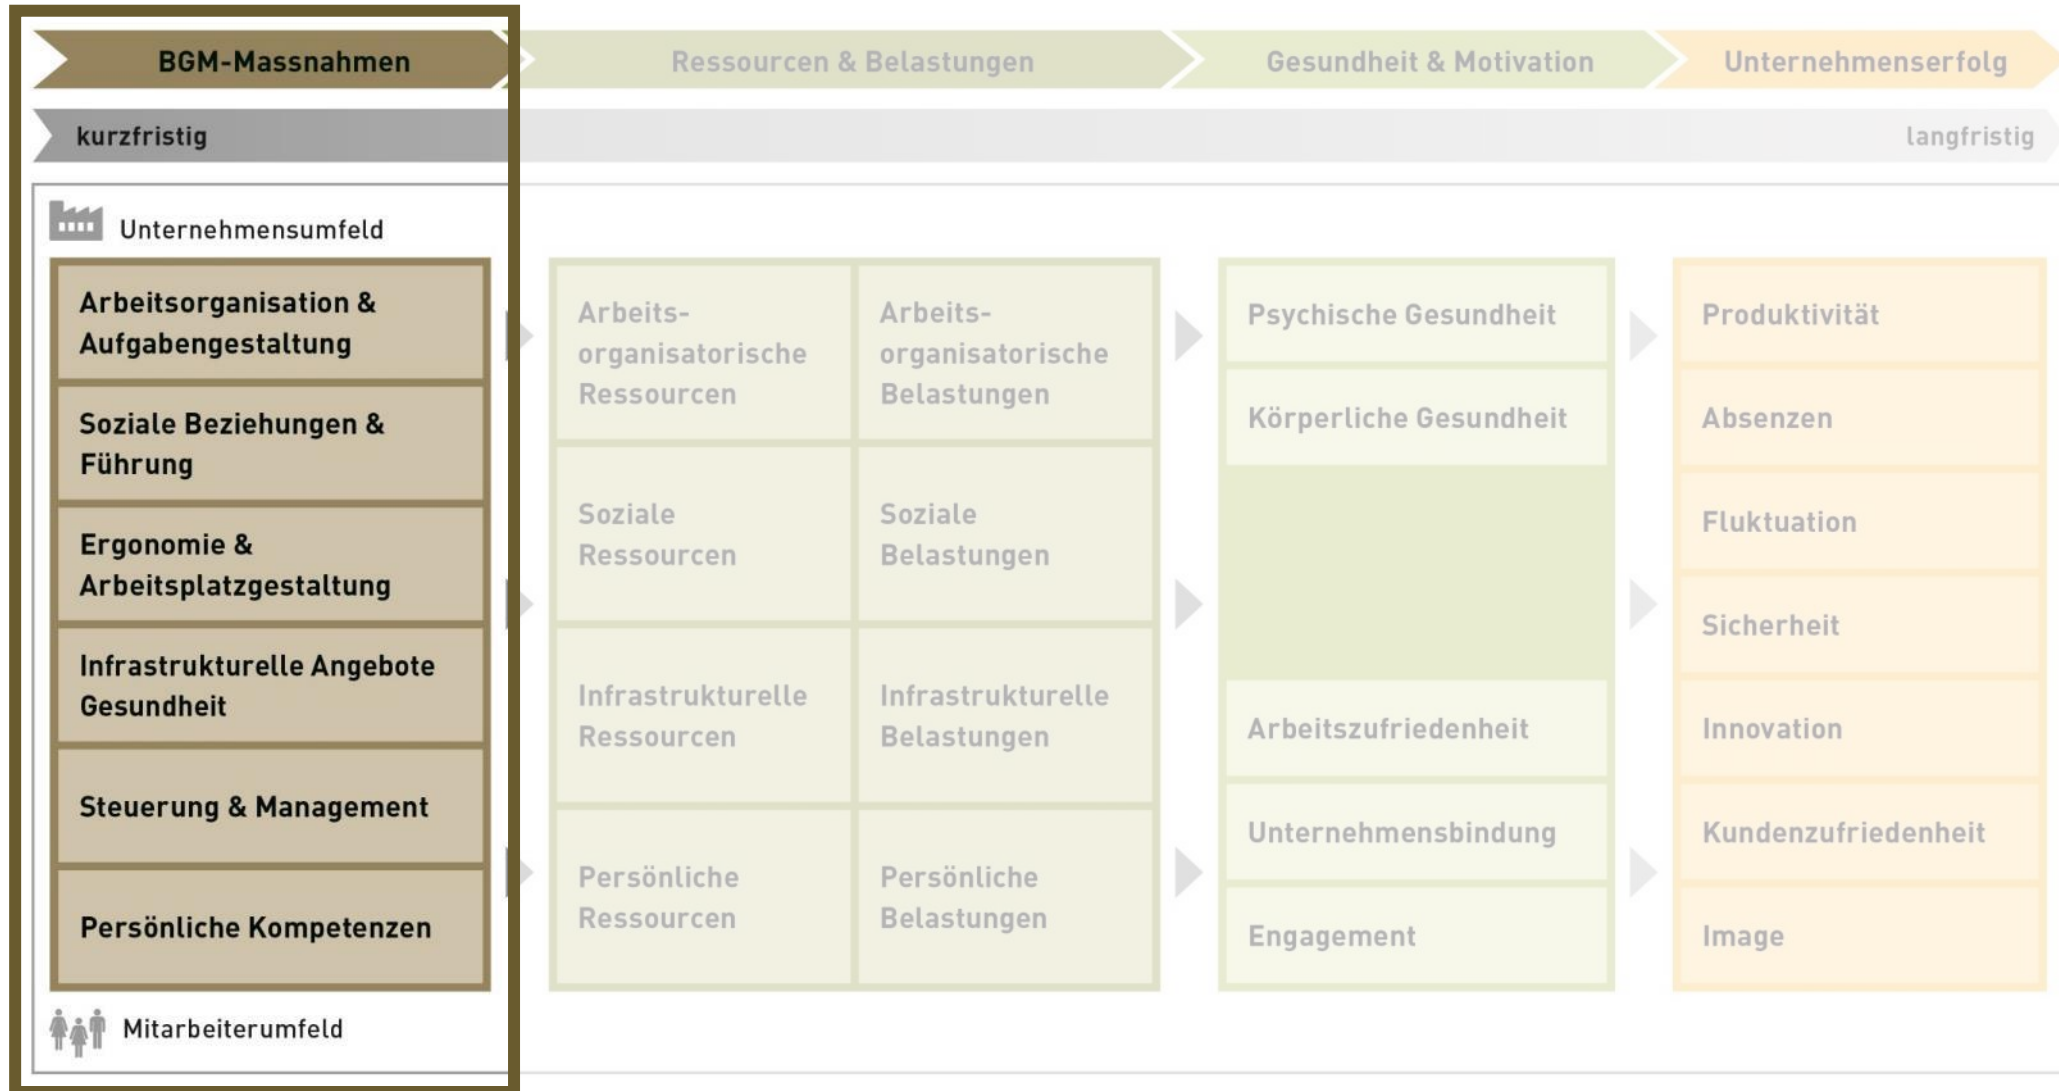 BGM-Massnahmen
Ressourcen & Belastungen
Gesundheit & Motivation
Unternehmenserfolg
kurzfristig
langfristig
Unternehmensumfeld
Arbeitsorganisation &
Aufgabengestaltung
Soziale Beziehungen &
Führung
Ergonomie &
Arbeitsplatzgestaltung
Infrastrukturelle Angebote
Gesundheit
Steuerung & Management
Persönliche Kompetenzen
Arbeits-
organisatorische
Ressourcen
Arbeits-
organisatorische
Belastungen
Soziale
Ressourcen
Soziale
Belastungen
Infrastrukturelle
Ressourcen
Infrastrukturelle
Belastungen
Persönliche
Ressourcen
Persönliche
Belastungen
Psychische Gesundheit
Körperliche Gesundheit
Arbeitszufriedenheit
Unternehmensbindung
Engagement
Produktivität
Absenzen
Fluktuation
Sicherheit
Innovation
Kundenzufriedenheit
Image
Mitarbeiterumfeld